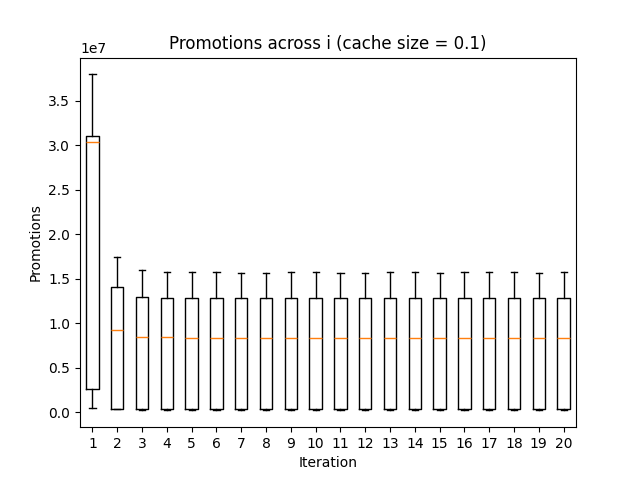 Promotions across i (cache size = 0.1)
1e7
3.5
3.0
2.5
2.0
1.5
1.0
0.5
0.0
Promotions
1 2 3 4 5 6 7 8 9 10 11 12 13 14 15 16 17 18 19 20
Iteration